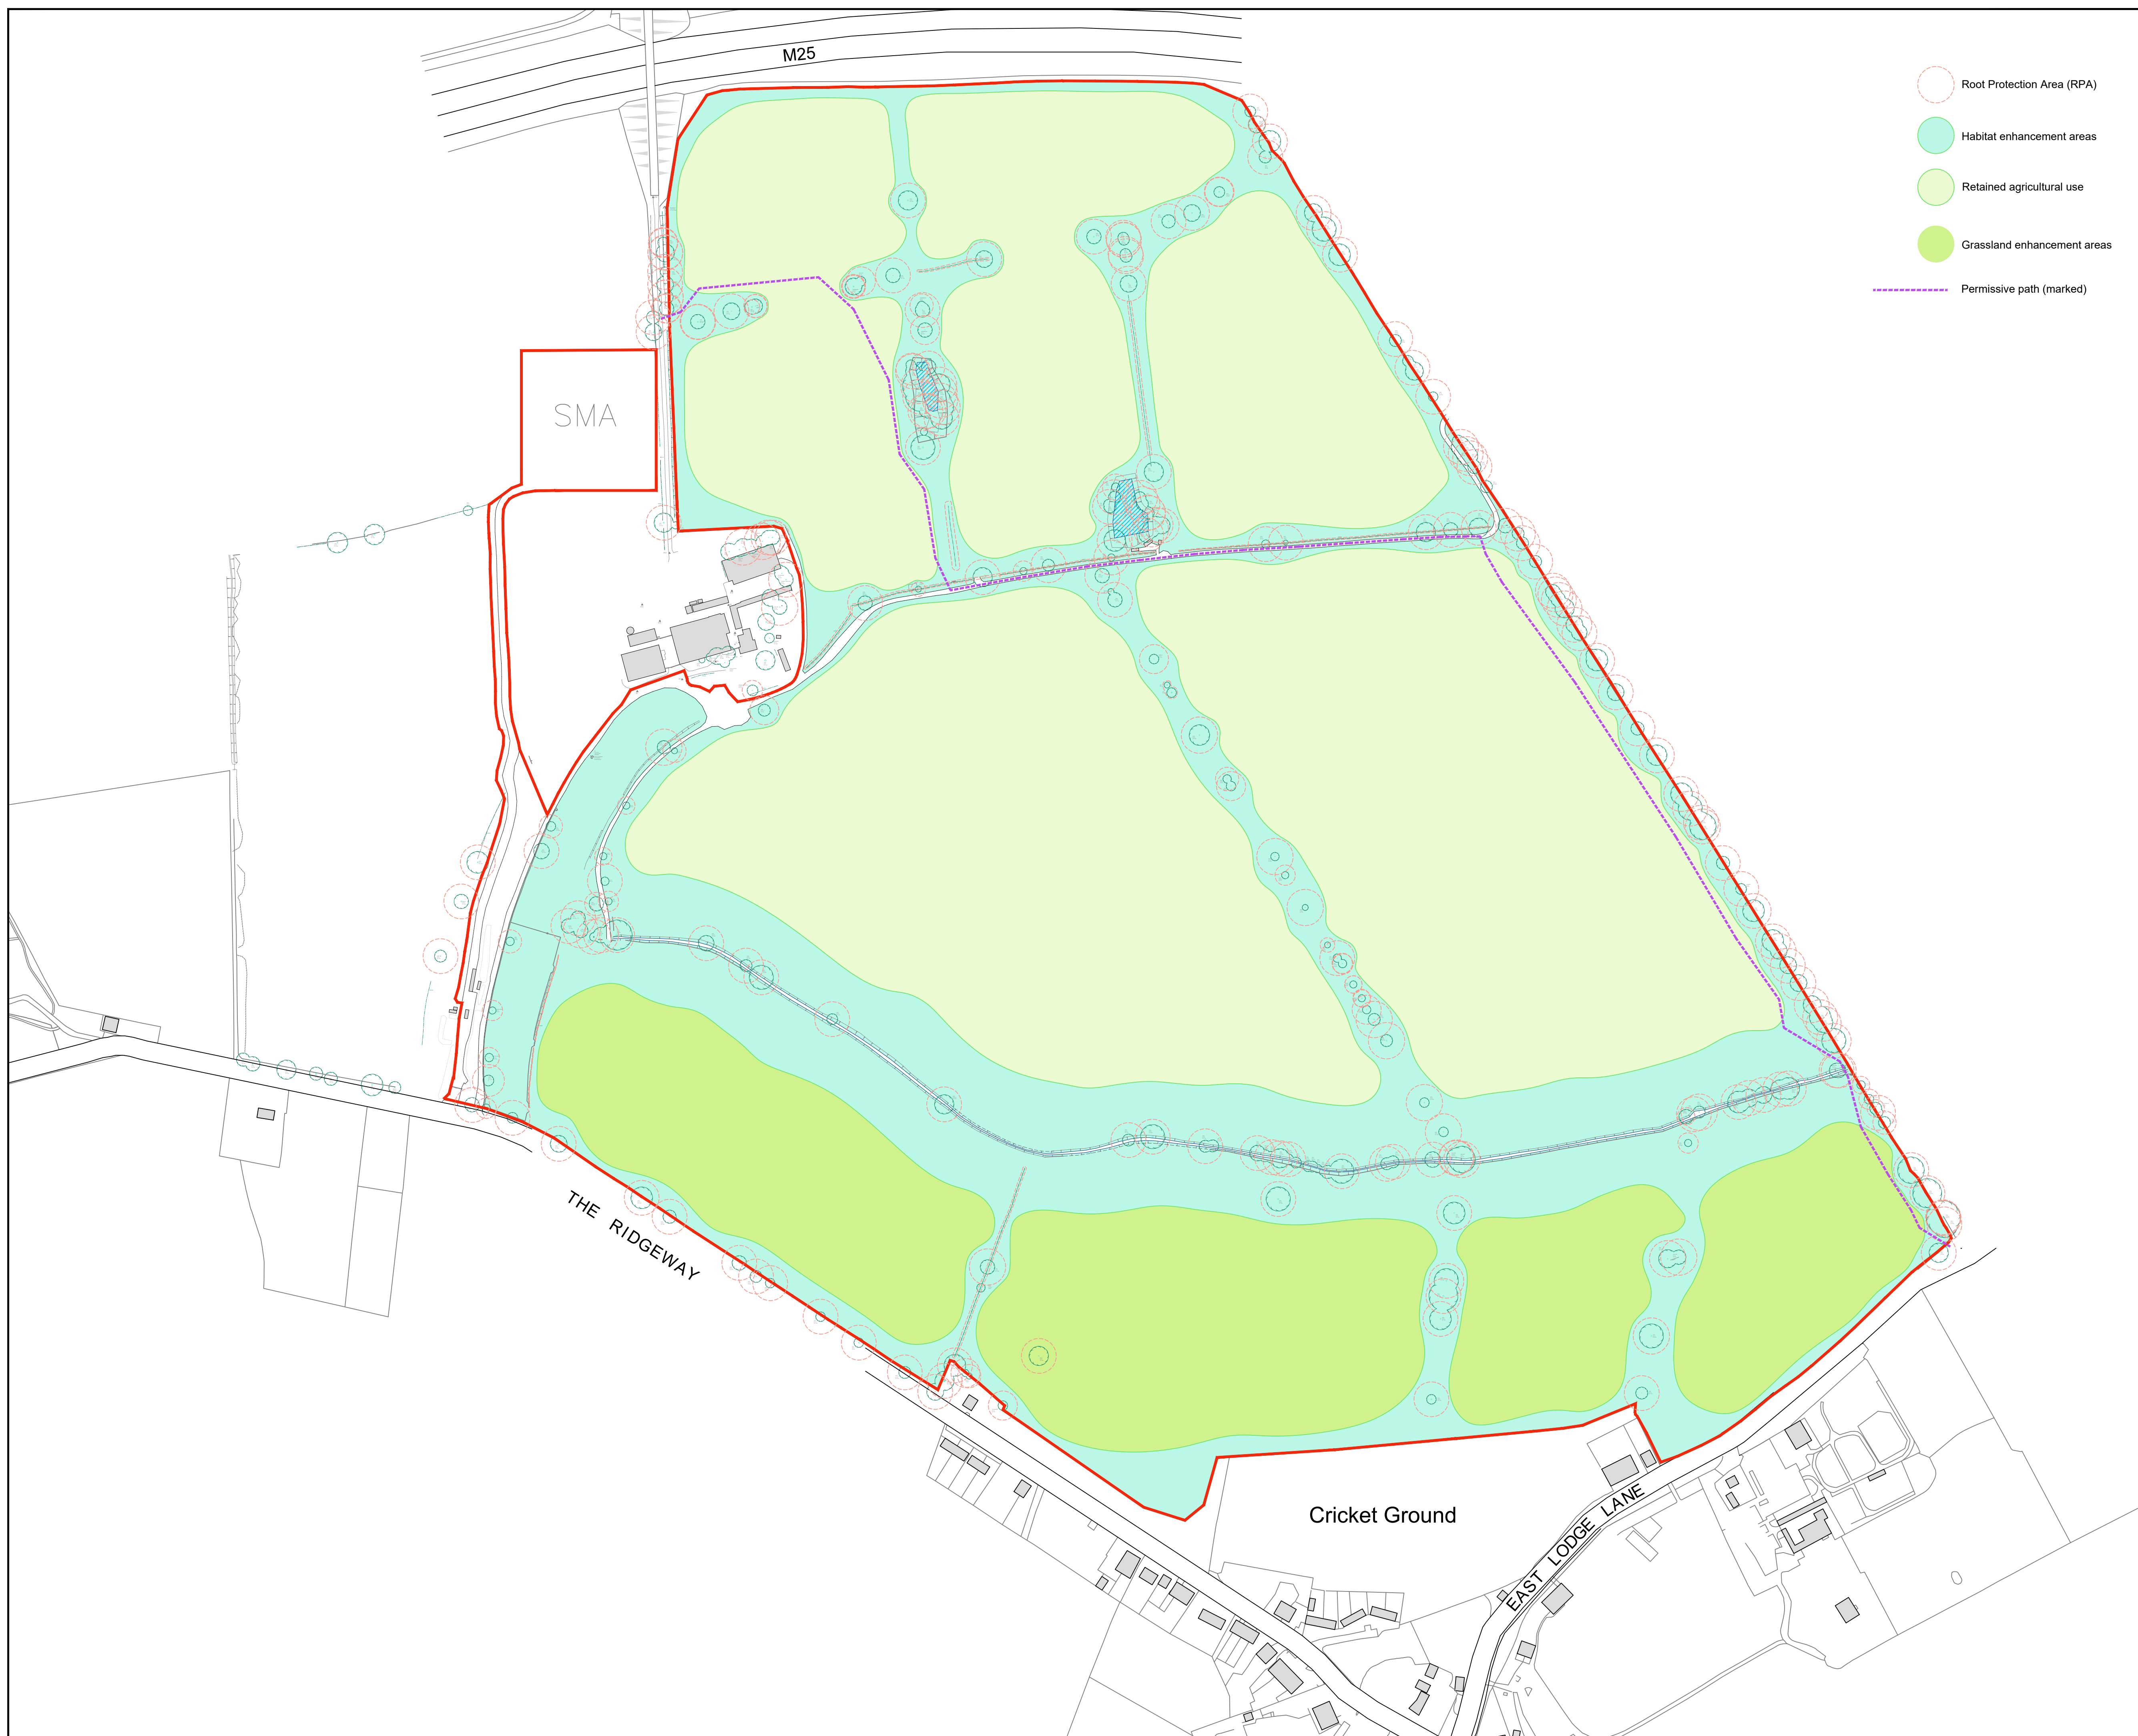 M25
Root Protection Area (RPA)
Habitat enhancement areas
Retained agricultural use
Grassland enhancement areas
Permissive path (marked)
SMA
THE RIDGEWAY
Cricket Ground
EAST LODGE LANE